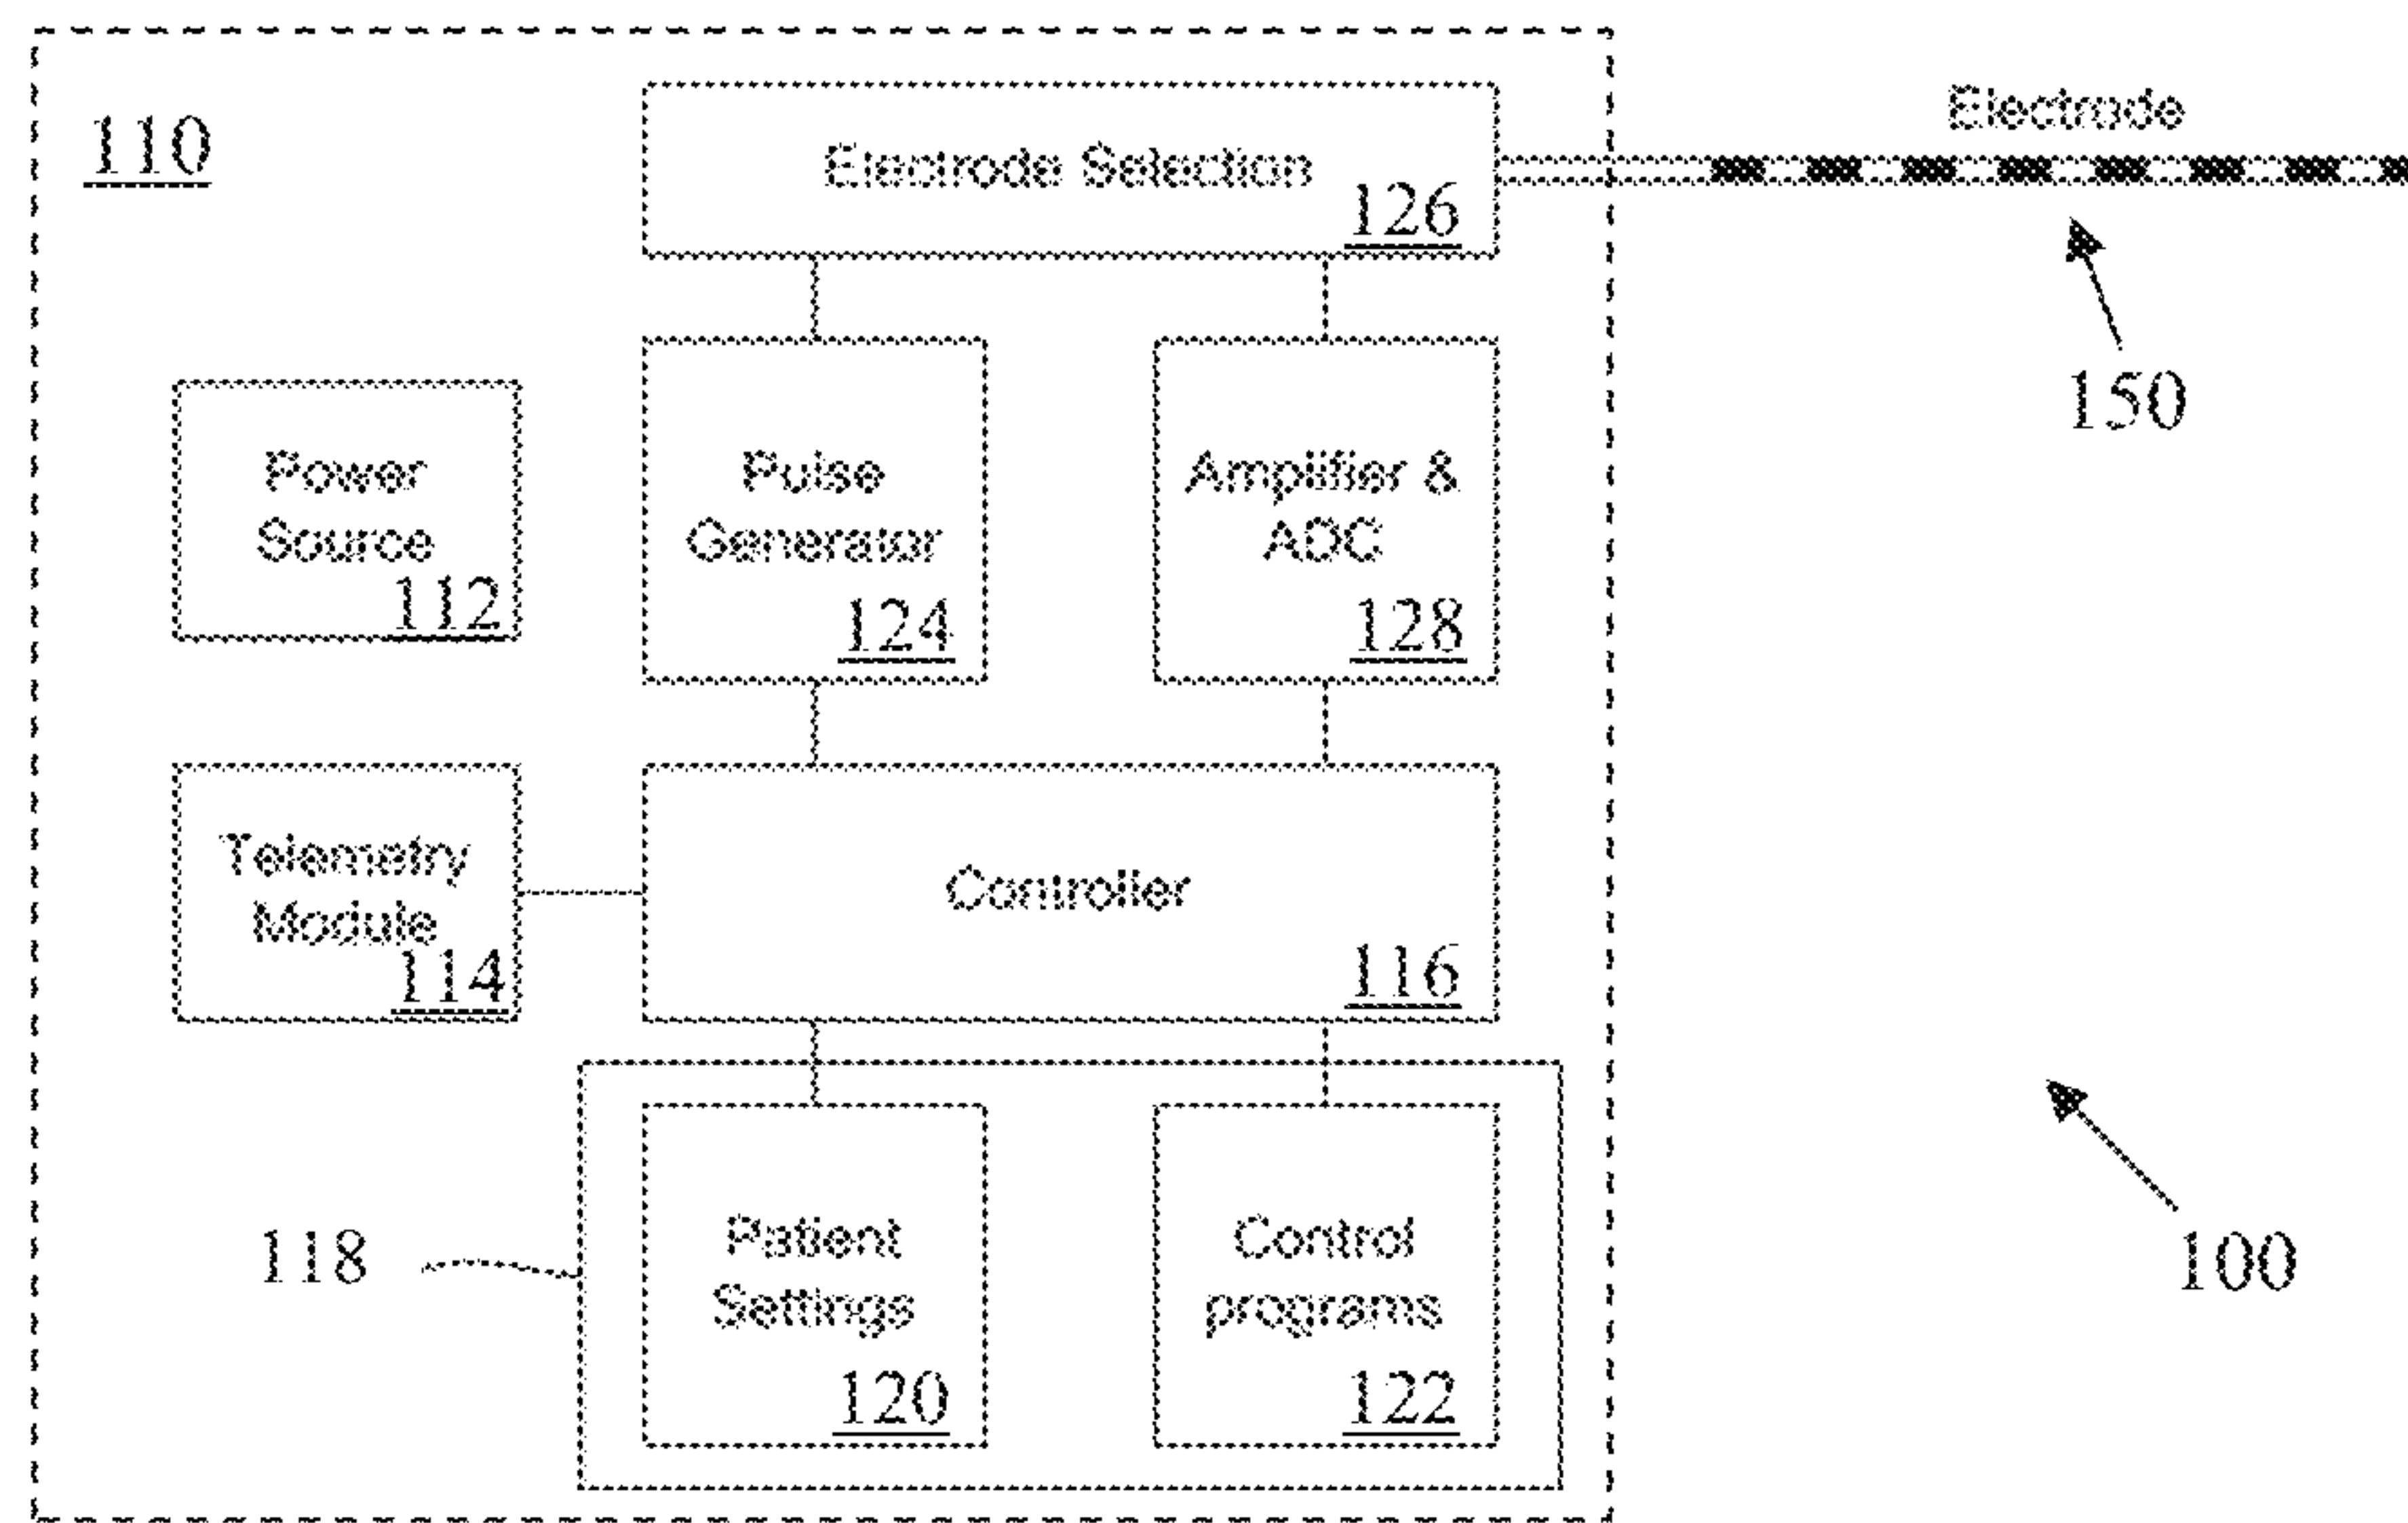 110
Electrode Selection
126
Electrode
150
Power
Source
112
Pulse
Generator
124
Amplifier &
ADC
128
Telemetry
Module
114
Controller
116
118
Patient
Settings
120
Control
programs
122
100